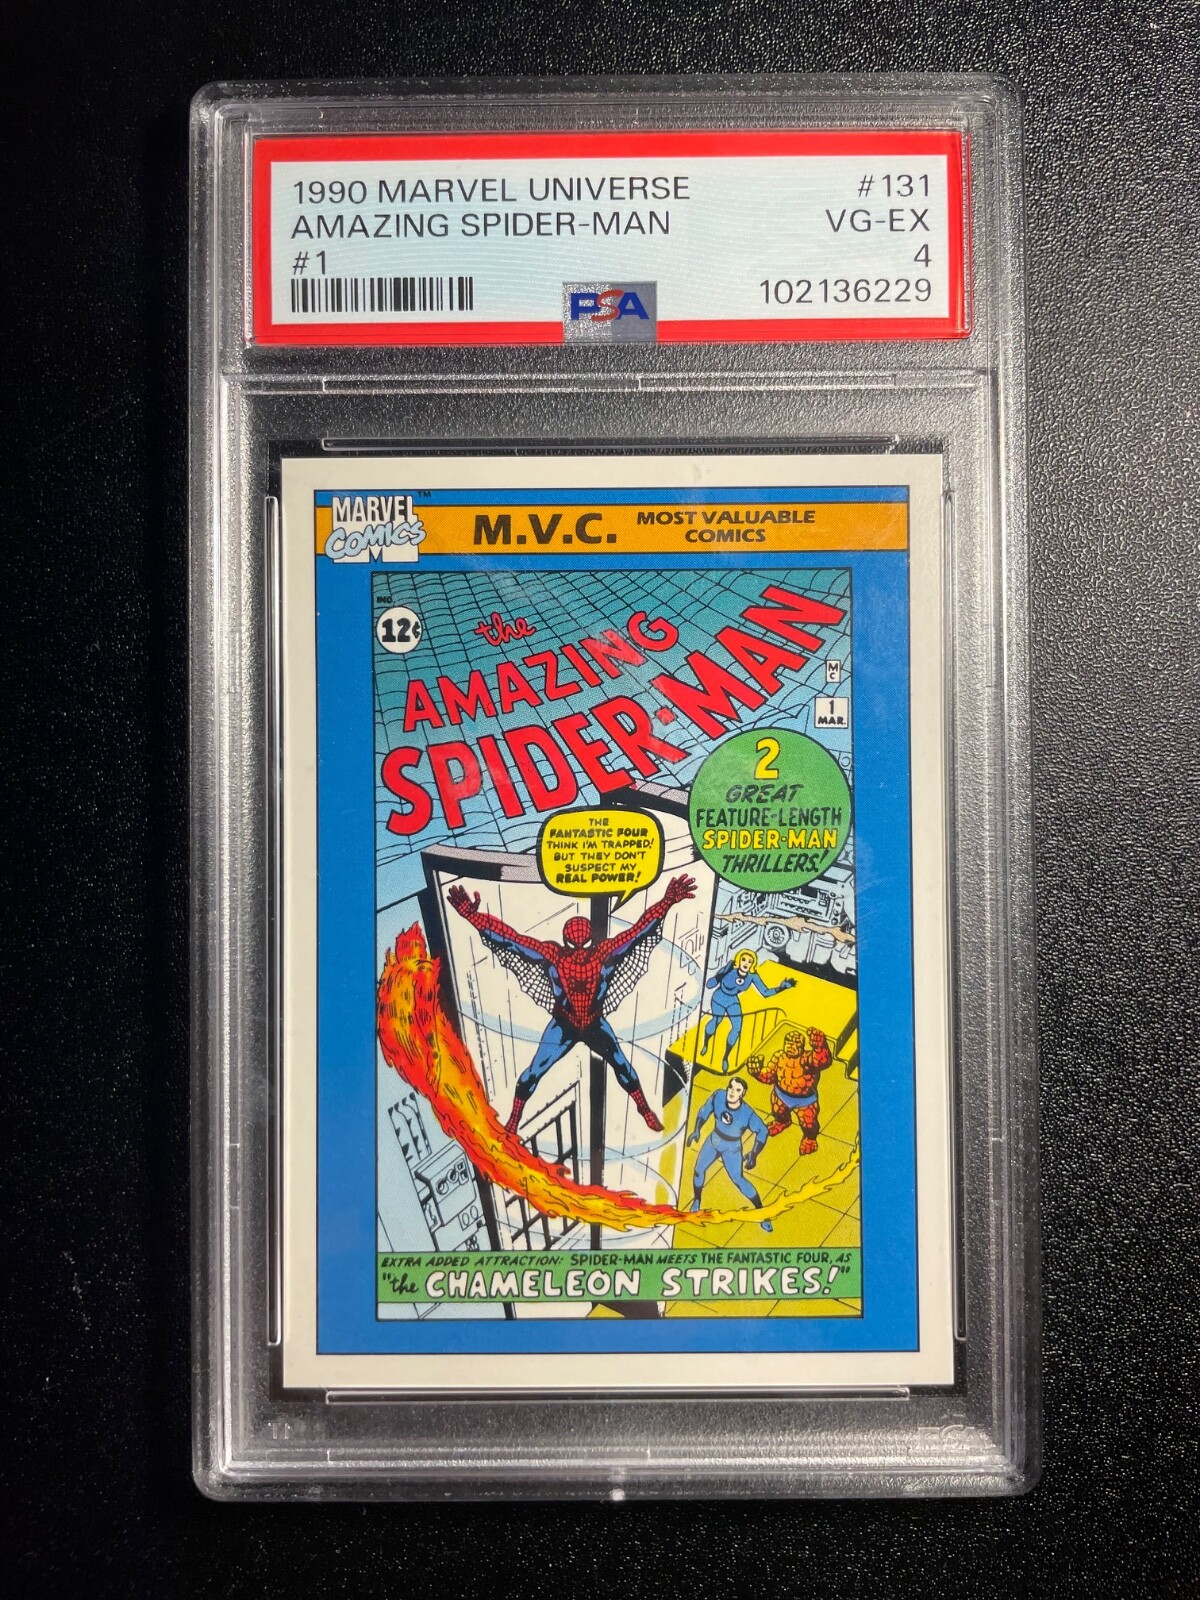 1990 MARVEL UNIVERSE #131
AMAZING SPIDER-MAN VG-EX
#1 4
PSA 102136229
MARVEL TM
COMICS
M.V.C. MOST VALUABLE
COMICS
IND.
12¢
the
AMAZING
SPIDER-MAN
M
C
1
MAR.
2
GREAT
FEATURE-LENGTH
SPIDER-MAN
THRILLERS!
THE
FANTASTIC FOUR
THINK I'M TRAPPED!
BUT THEY DON'T
SUSPECT MY
REAL POWER!
EXTRA ADDED ATTRACTION: SPIDER-MAN MEETS THE FANTASTIC FOUR, AS
"the CHAMELEON STRIKES!"